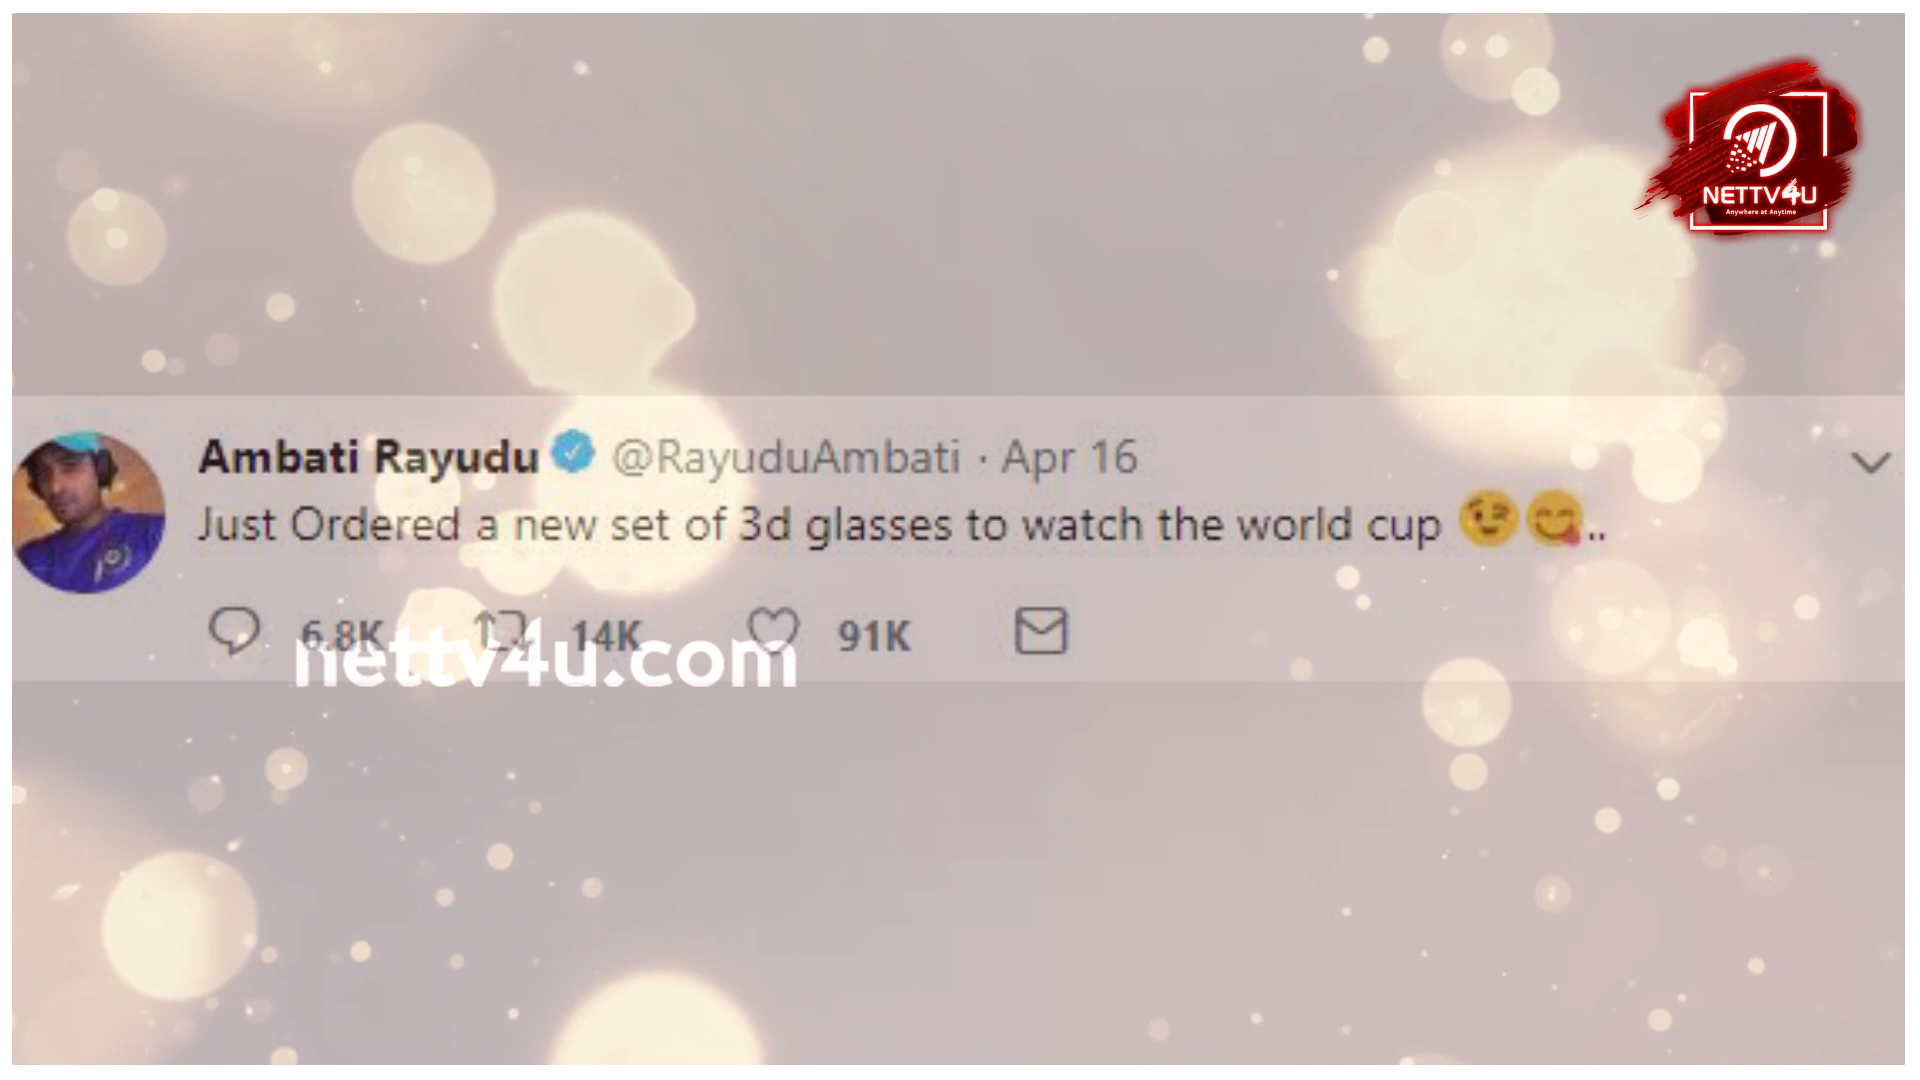 NETTV4U
Anywhere at Anytime
Ambati Rayudu @RayuduAmbati · Apr 16
Just Ordered a new set of 3d glasses to watch the world cup 😉😋..
6.8K 14K 91K
nettv4u.com